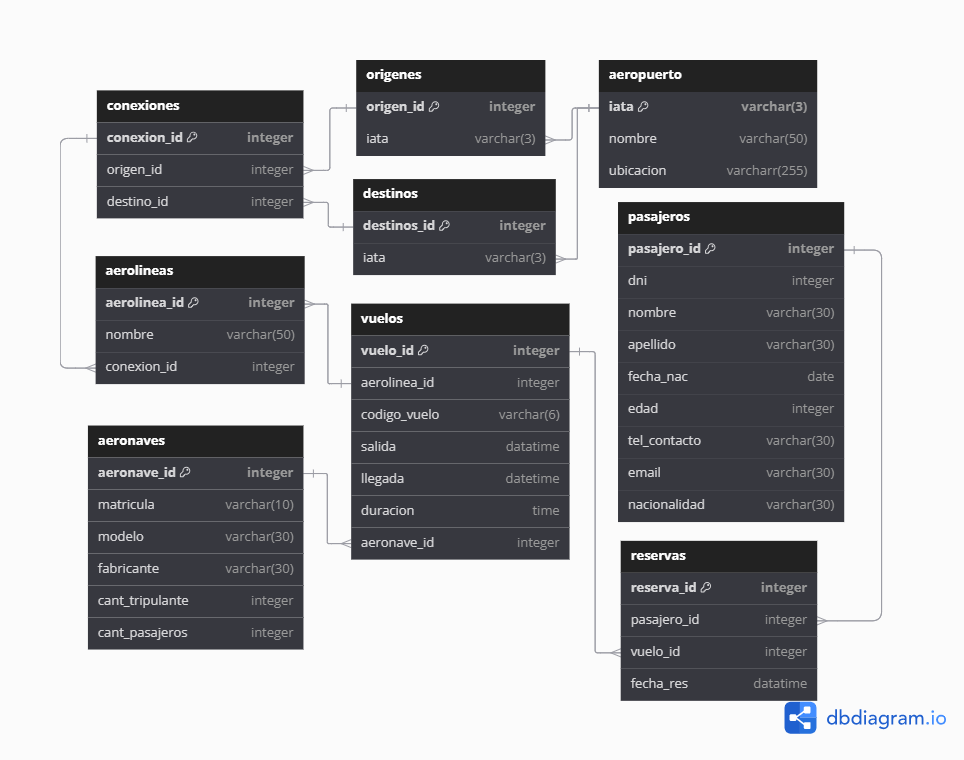 conexiones
conexion_id integer
origen_id integer
destino_id integer
origenes
origen_id integer
iata varchar(3)
aeropuerto
iata varchar(3)
nombre varchar(50)
ubicacion varcharr(255)
destinos
destinos_id integer
iata varchar(3)
pasajeros
pasajero_id integer
dni integer
nombre varchar(30)
apellido varchar(30)
fecha_nac date
edad integer
tel_contacto varchar(30)
email varchar(30)
nacionalidad varchar(30)
aerolineas
aerolinea_id integer
nombre varchar(50)
conexion_id integer
vuelos
vuelo_id integer
aerolinea_id integer
codigo_vuelo varchar(6)
salida datatime
llegada datetime
duracion time
aeronave_id integer
aeronaves
aeronave_id integer
matricula varchar(10)
modelo varchar(30)
fabricante varchar(30)
cant_tripulante integer
cant_pasajeros integer
reservas
reserva_id integer
pasajero_id integer
vuelo_id integer
fecha_res datatime
dbdiagram.io